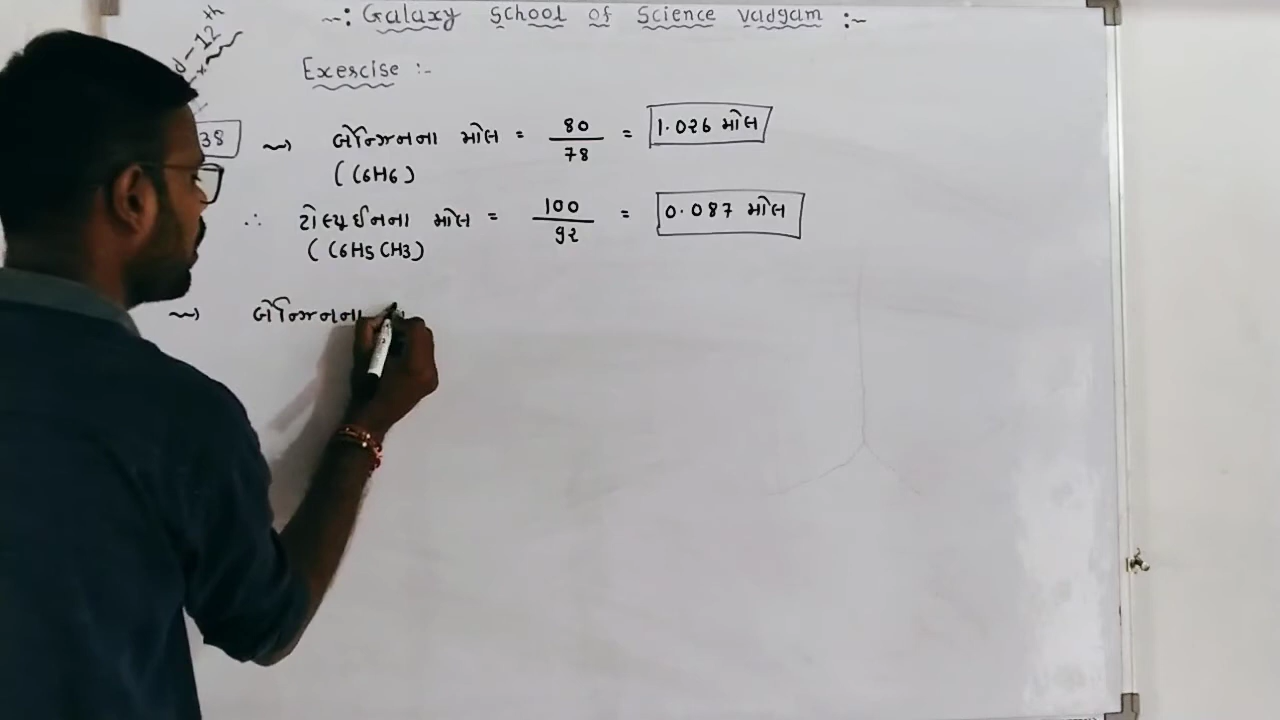 ~: Galaxy School of Science Vadgam :~
d-12th
Exercise :-
38 ⇝ બેન્ઝિનના મોલ = 80/78 = 1.026 મોલ
(C6H6)
∴ ટોલ્યુઈનના મોલ = 100/92 = 0.087 મોલ
(C6H5CH3)
⇝ બેન્ઝિનના